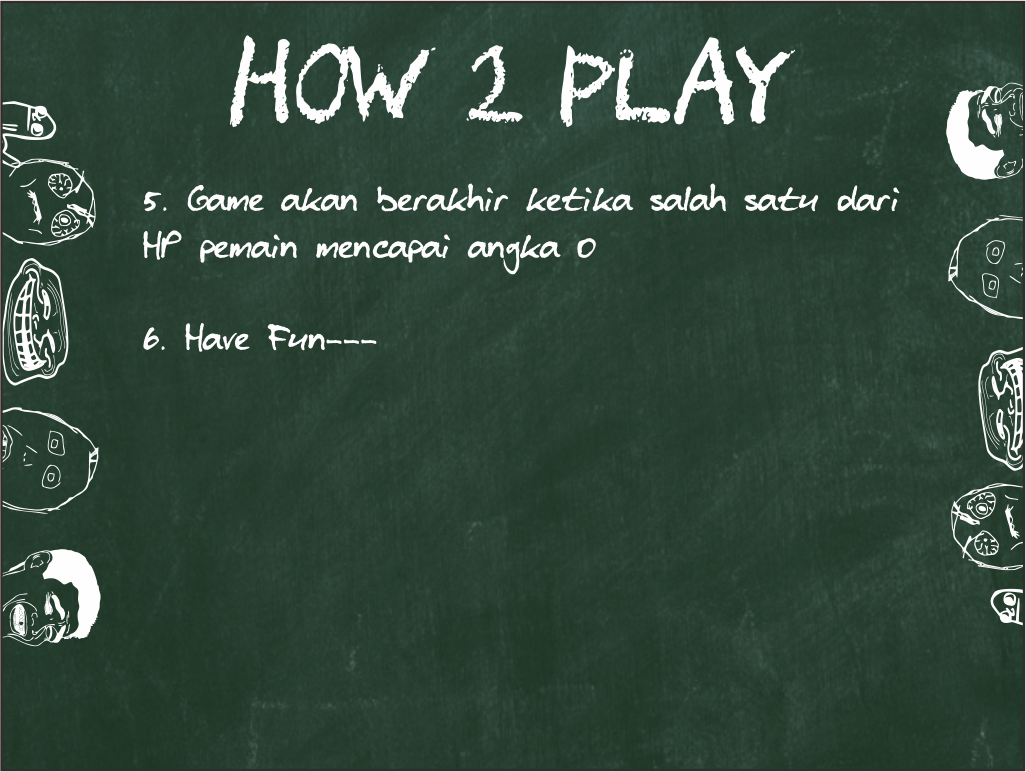 HOW 2 PLAY
5. Game akan berakhir ketika salah satu dari
HP pemain mencapai angka 0
6. Have Fun---